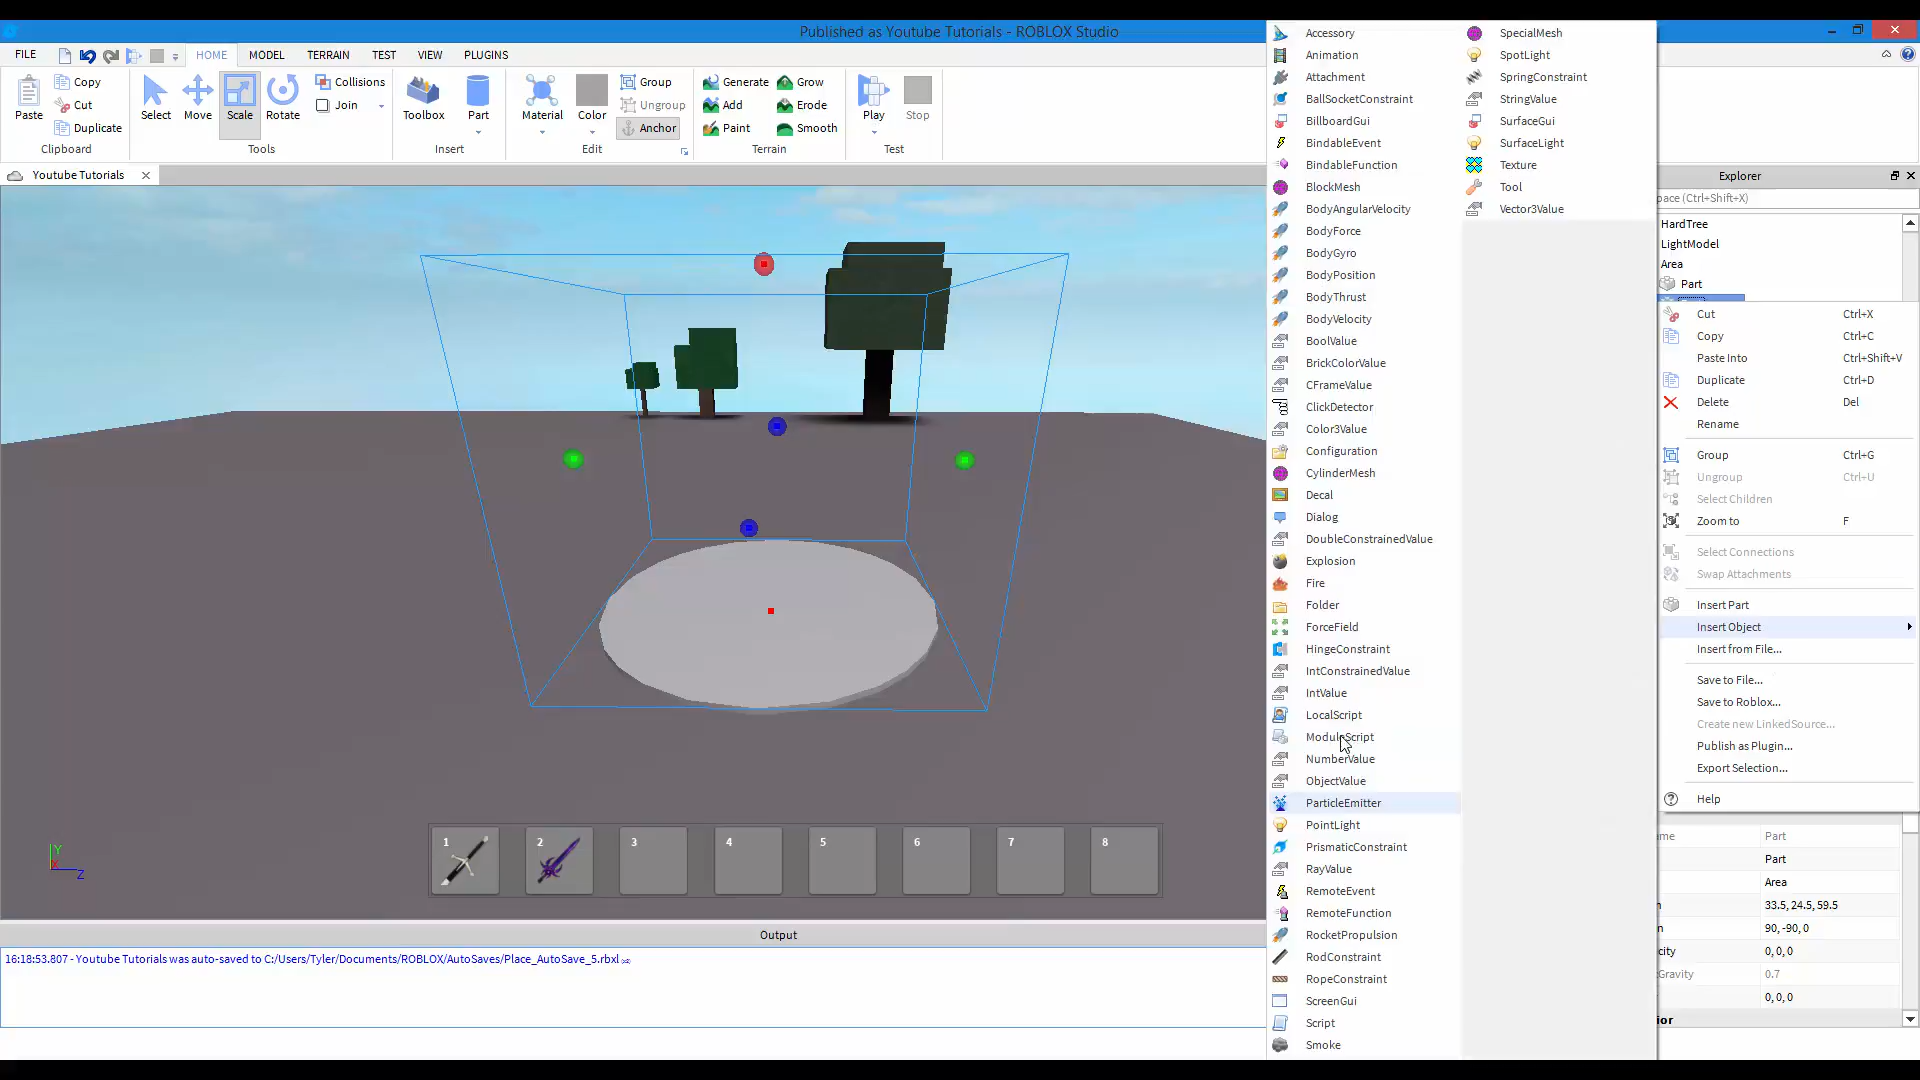 Published as Youtube Tutorials - ROBLOX Studio
FILE
HOME
MODEL
TERRAIN
TEST
VIEW
PLUGINS
Paste
Copy
Cut
Duplicate
Clipboard
Select
Move
Scale
Rotate
Collisions
Join
Tools
Toolbox
Part
Insert
Material
Color
Group
Ungroup
Anchor
Edit
Generate
Add
Paint
Grow
Erode
Smooth
Terrain
Play
Stop
Test
Youtube Tutorials
Accessory
Animation
Attachment
BallSocketConstraint
BillboardGui
BindableEvent
BindableFunction
BlockMesh
BodyAngularVelocity
BodyForce
BodyGyro
BodyPosition
BodyThrust
BodyVelocity
BoolValue
BrickColorValue
CFrameValue
ClickDetector
Color3Value
Configuration
CylinderMesh
Decal
Dialog
DoubleConstrainedValue
Explosion
Fire
Folder
ForceField
HingeConstraint
IntConstrainedValue
IntValue
LocalScript
ModuleScript
NumberValue
ObjectValue
ParticleEmitter
PointLight
PrismaticConstraint
RayValue
RemoteEvent
RemoteFunction
RocketPropulsion
RodConstraint
RopeConstraint
ScreenGui
Script
Smoke
SpecialMesh
SpotLight
SpringConstraint
StringValue
SurfaceGui
SurfaceLight
Texture
Tool
Vector3Value
Explorer
pace (Ctrl+Shift+X)
HardTree
LightModel
Area
Part
Cut Ctrl+X
Copy Ctrl+C
Paste Into Ctrl+Shift+V
Duplicate Ctrl+D
Delete Del
Rename
Group Ctrl+G
Ungroup Ctrl+U
Select Children
Zoom to F
Select Connections
Swap Attachments
Insert Part
Insert Object
Insert from File...
Save to File...
Save to Roblox...
Create new LinkedSource...
Publish as Plugin...
Export Selection...
Help
ame Part
Part
Area
n 33.5, 24.5, 59.5
n 90, -90, 0
city 0, 0, 0
Gravity 0.7
0, 0, 0
ior
1
2
3
4
5
6
7
8
Y
X
Z
Output
16:18:53.807 - Youtube Tutorials was auto-saved to C:/Users/Tyler/Documents/ROBLOX/AutoSaves/Place_AutoSave_5.rbxl